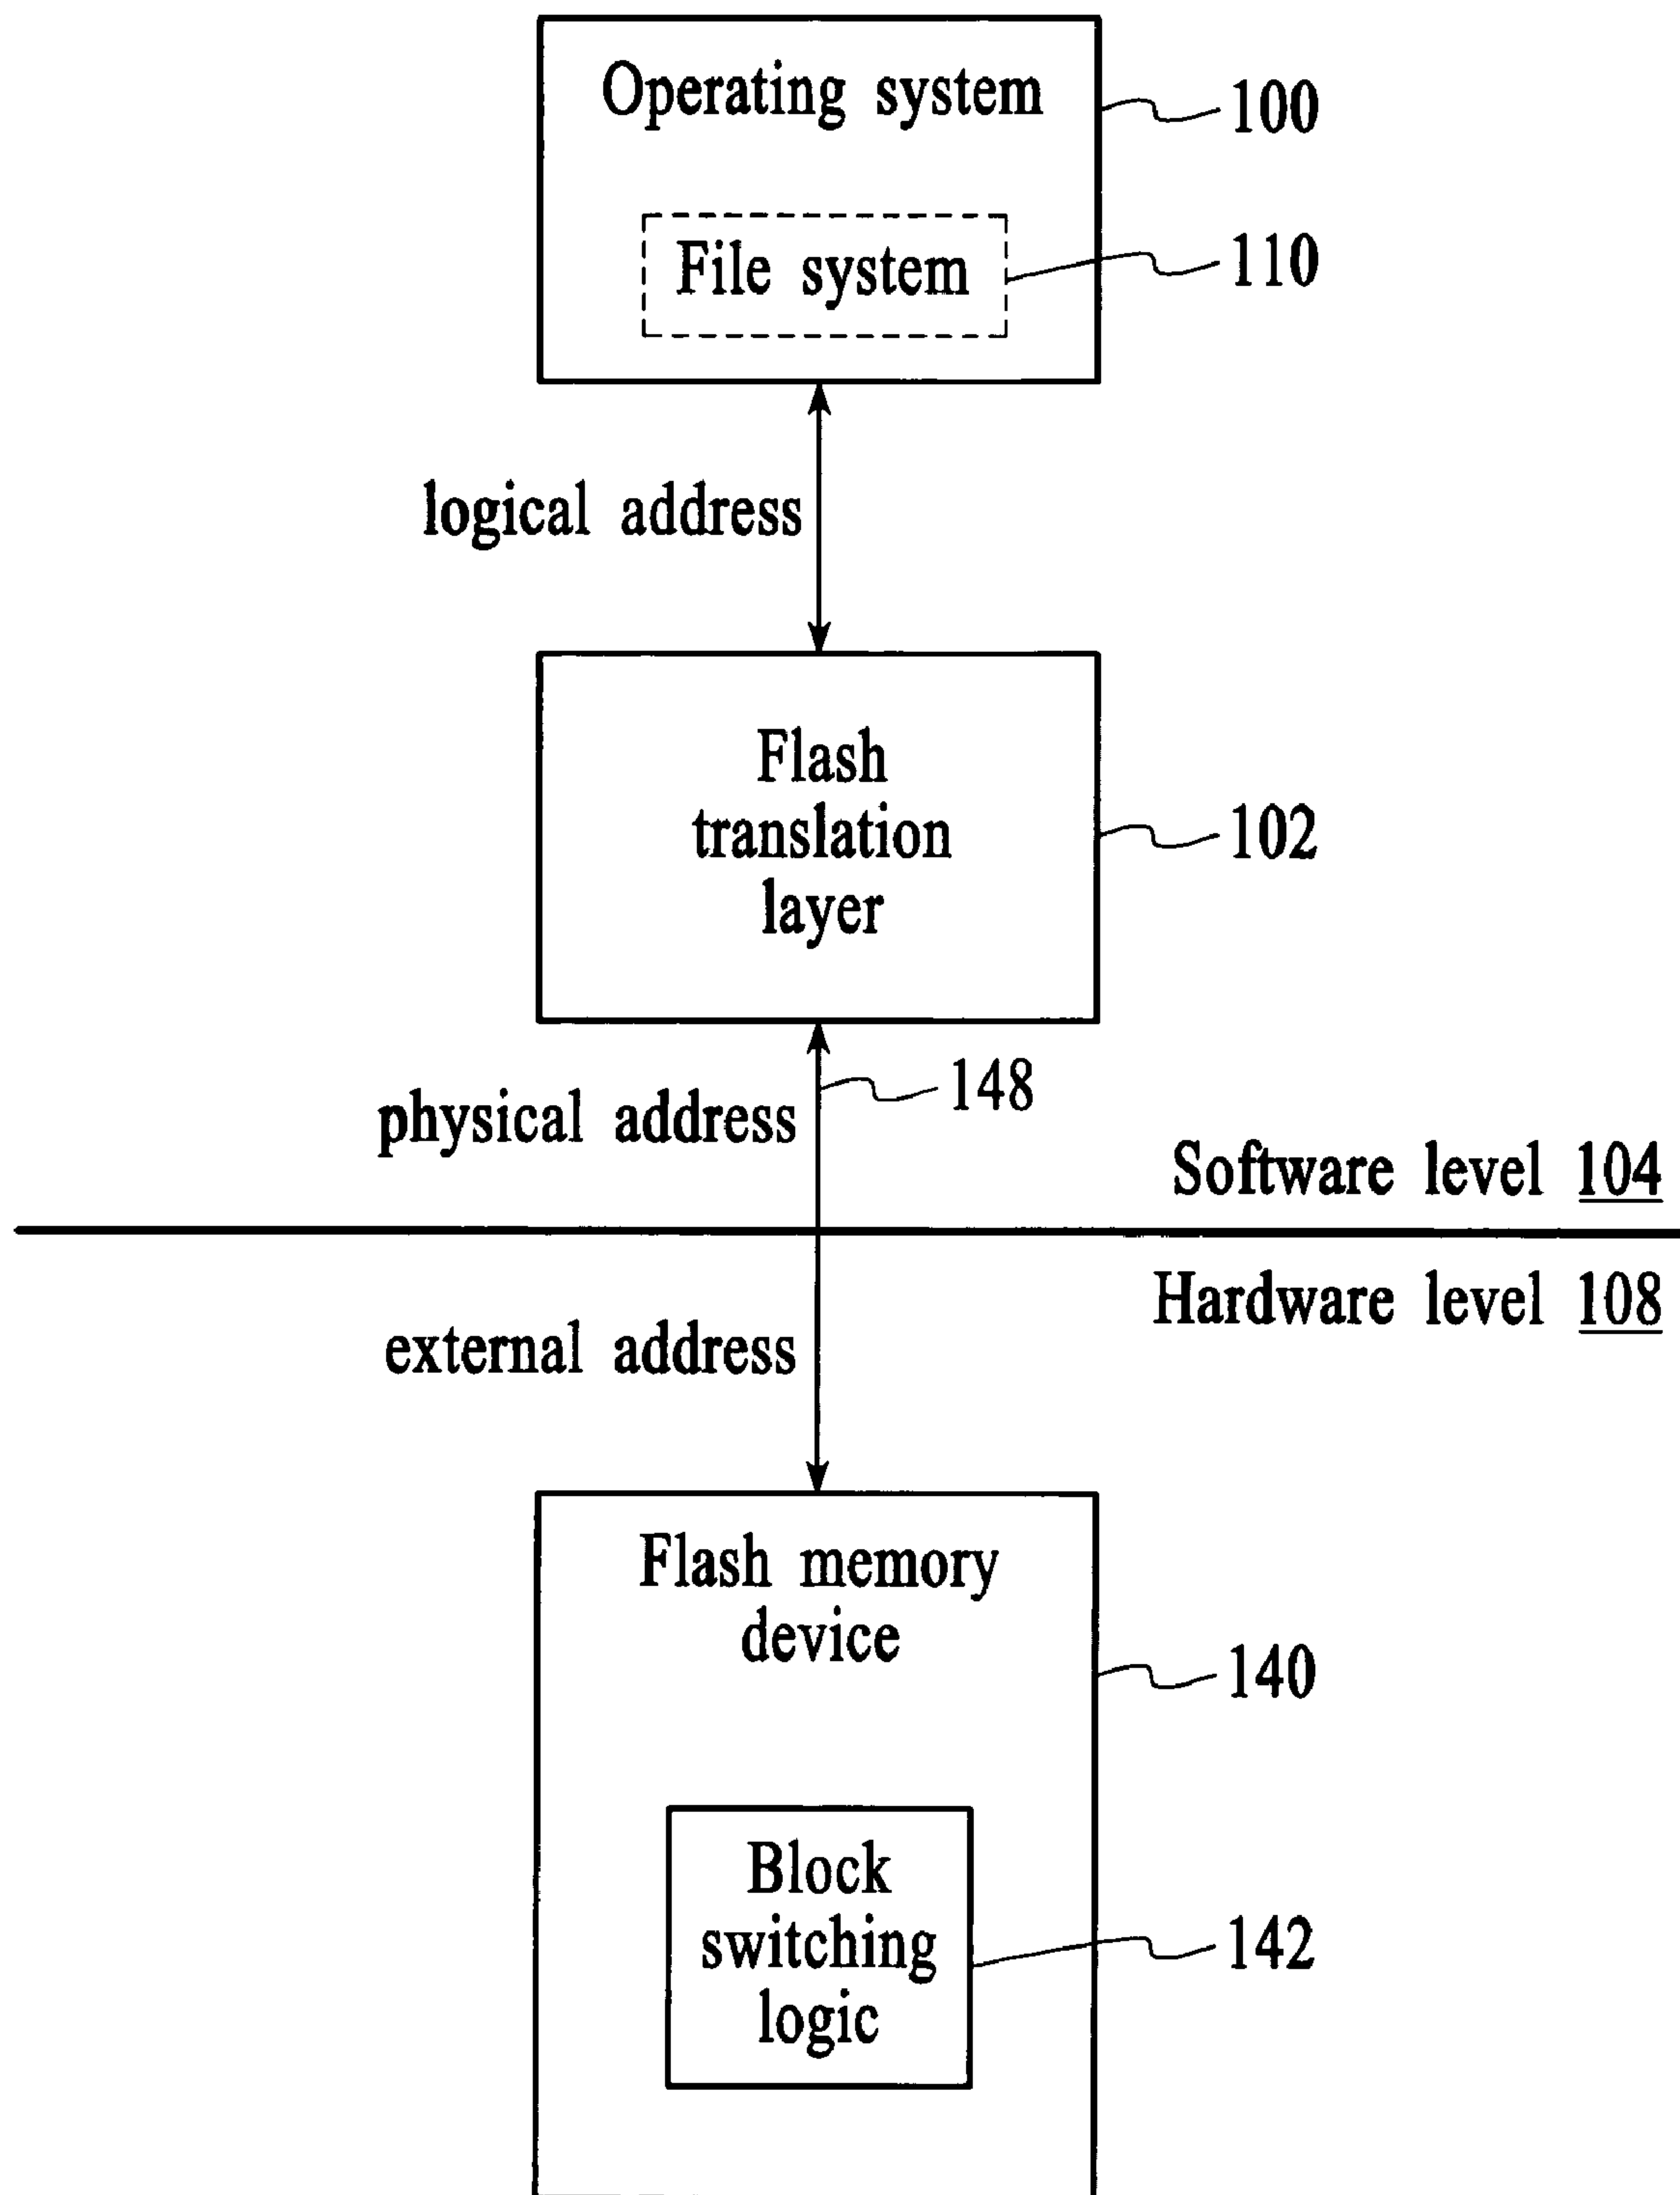 Operating system
100
File system
110
logical address
Flash
translation
layer
102
148
physical address
Software level 104
Hardware level 108
external address
Flash memory
device
140
Block
switching
logic
142